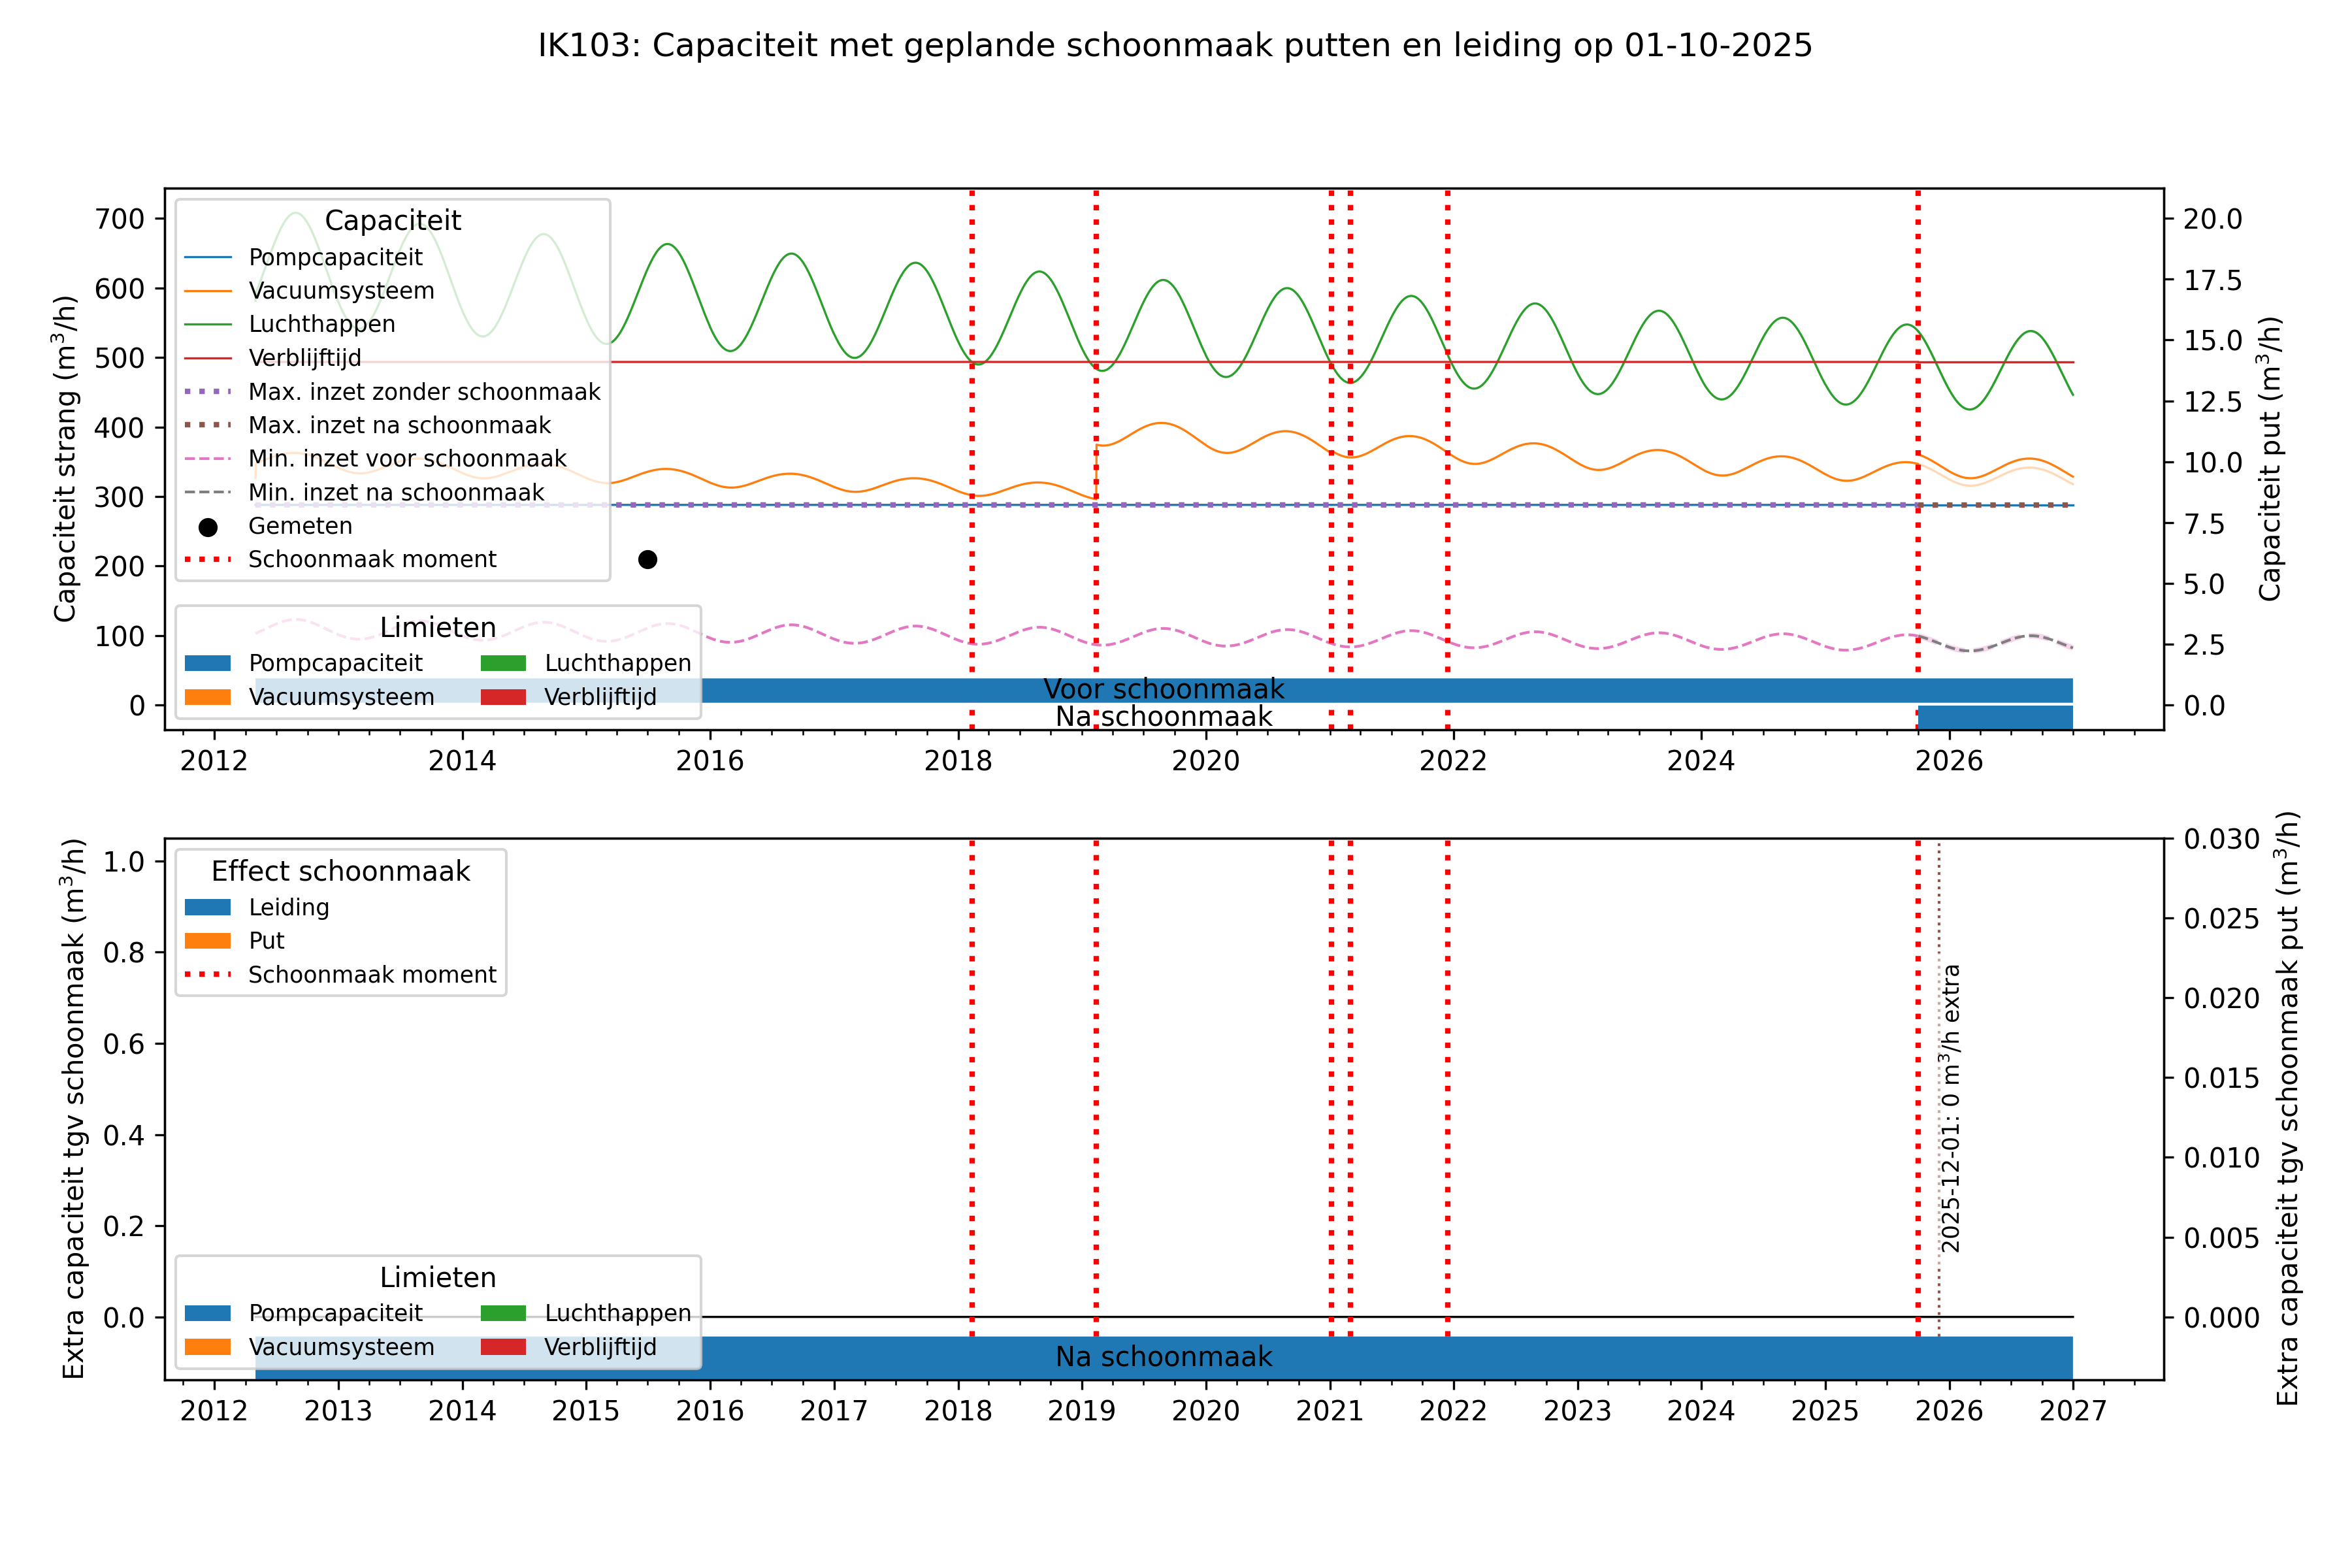 IK103: Capaciteit met geplande schoonmaak putten en leiding op 01-10-2025
Capaciteit strang (m³/h)
700
600
500
400
300
200
100
0
Capaciteit
Pompcapaciteit
Vacuumsysteem
Luchthappen
Verblijftijd
Max. inzet zonder schoonmaak
Max. inzet na schoonmaak
Min. inzet voor schoonmaak
Min. inzet na schoonmaak
Gemeten
Schoonmaak moment
Limieten
Pompcapaciteit Luchthappen
Vacuumsysteem Verblijftijd
Voor schoonmaak
Na schoonmaak
20.0
17.5
15.0
12.5
10.0
7.5
5.0
2.5
0.0
Capaciteit put (m³/h)
2012 2014 2016 2018 2020 2022 2024 2026
Extra capaciteit tgv schoonmaak (m³/h)
1.0
0.8
0.6
0.4
0.2
0.0
Effect schoonmaak
Leiding
Put
Schoonmaak moment
Limieten
Pompcapaciteit Luchthappen
Vacuumsysteem Verblijftijd
2025-12-01: 0 m³/h extra
Na schoonmaak
0.030
0.025
0.020
0.015
0.010
0.005
0.000
Extra capaciteit tgv schoonmaak put (m³/h)
2012 2013 2014 2015 2016 2017 2018 2019 2020 2021 2022 2023 2024 2025 2026 2027